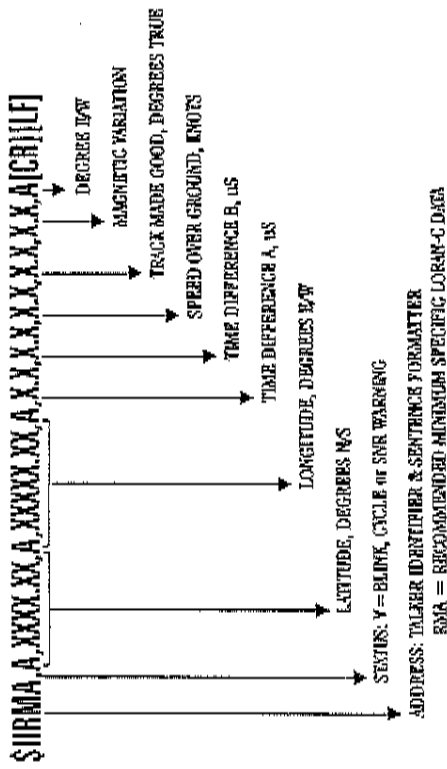 $IIRMA,A,XXXX.XX,A,XXXXX.XX,A,X.X,X.X,X.X,X.X,X.X,A[CR][LF]
DEGREE E/W
MAGNETIC VARIATION
TRACK MADE GOOD, DEGREES TRUE
SPEED OVER GROUND, KNOTS
TIME DIFFERENCE B, uS
TIME DIFFERENCE A, uS
LONGITUDE, DEGREES E/W
LATITUDE, DEGREES N/S
STATUS: V = BLINK, CYCLE or SNR WARNING
ADDRESS: TALKER IDENTIFIER & SENTENCE FORMATTER
RMA = RECOMMENDED MINIMUM SPECIFIC LORAN-C DATA